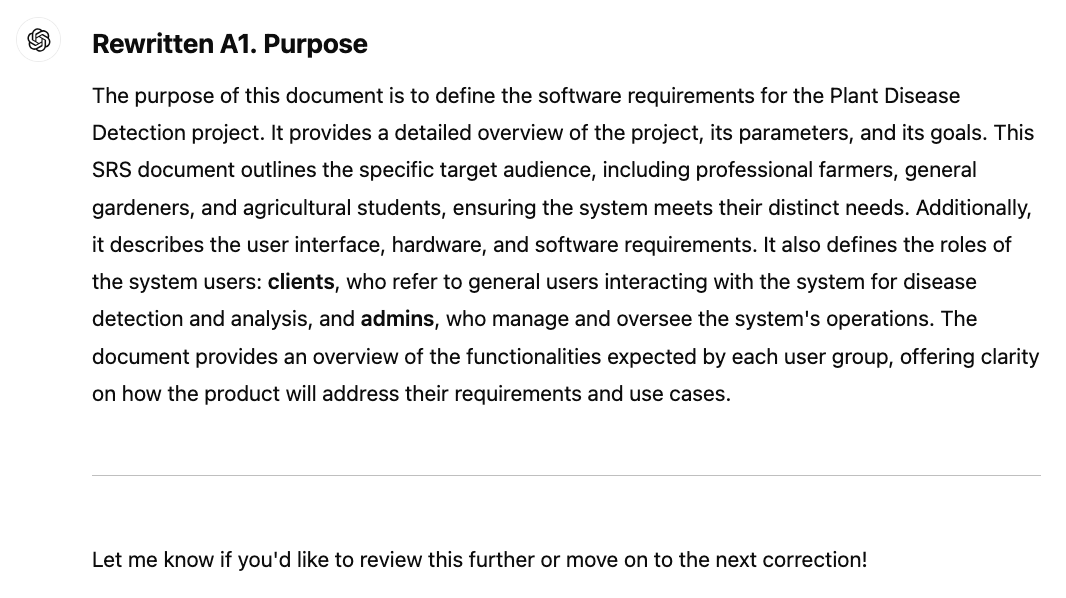 Rewritten A1. Purpose
The purpose of this document is to define the software requirements for the Plant Disease
Detection project. It provides a detailed overview of the project, its parameters, and its goals. This
SRS document outlines the specific target audience, including professional farmers, general
gardeners, and agricultural students, ensuring the system meets their distinct needs. Additionally,
it describes the user interface, hardware, and software requirements. It also defines the roles of
the system users: clients, who refer to general users interacting with the system for disease
detection and analysis, and admins, who manage and oversee the system's operations. The
document provides an overview of the functionalities expected by each user group, offering clarity
on how the product will address their requirements and use cases.
Let me know if you'd like to review this further or move on to the next correction!